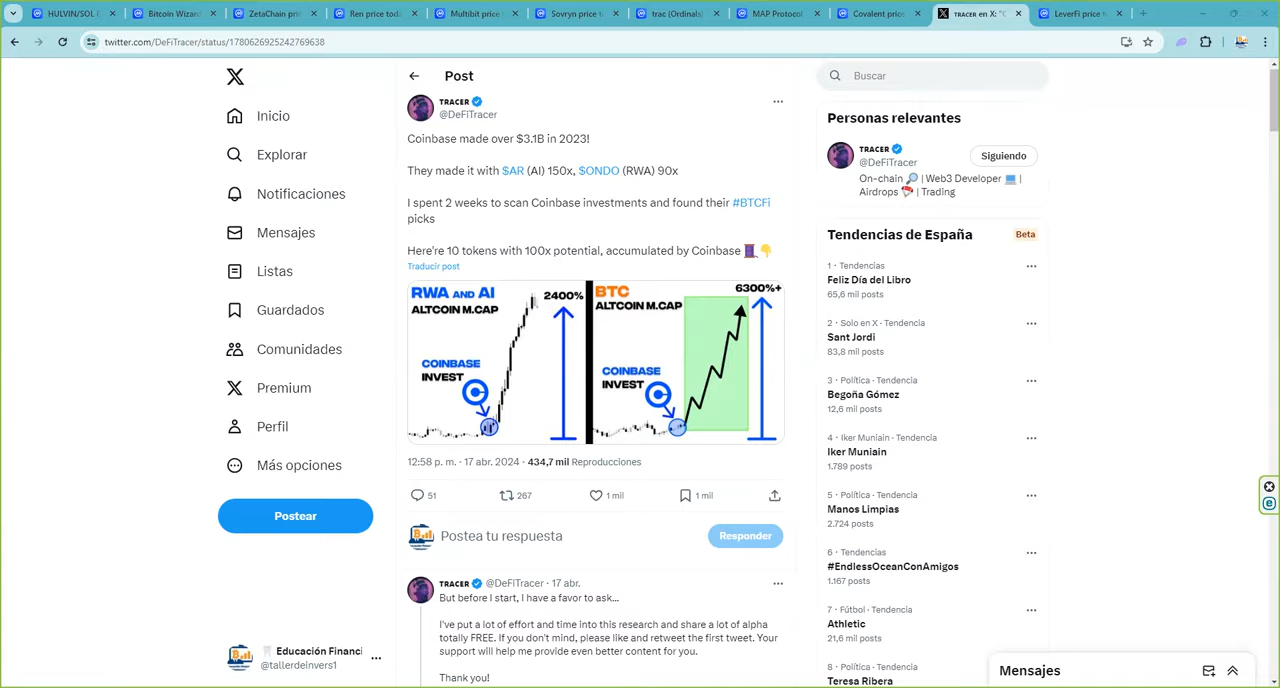 HULVIN/SOL
Bitcoin Wizard
ZetaChain pri
Ren price toda
Multibit price
Sovryn price t
trac (Ordinals)
MAP Protocol
Covalent price
TRACER en X: "C
LeverFi price t
twitter.com/DeFiTracer/status/1780626925242769638
Inicio
Explorar
Notificaciones
Mensajes
Listas
Guardados
Comunidades
Premium
Perfil
Más opciones
Postear
Educación Financi
@tallerdeinvers1
Post
TRACER
@DeFiTracer
Coinbase made over $3.1B in 2023!
They made it with $AR (AI) 150x, $ONDO (RWA) 90x
I spent 2 weeks to scan Coinbase investments and found their #BTCFi
picks
Here're 10 tokens with 100x potential, accumulated by Coinbase
Traducir post
RWA AND AI
ALTCOIN M.CAP
2400%
COINBASE
INVEST
BTC
ALTCOIN M.CAP
6300%+
COINBASE
INVEST
12:58 p. m. · 17 abr. 2024 · 434,7 mil Reproducciones
51
267
1 mil
1 mil
Postea tu respuesta
Responder
TRACER @DeFiTracer · 17 abr.
But before I start, I have a favor to ask...
I've put a lot of effort and time into this research and share a lot of alpha
totally FREE. If you don't mind, please like and retweet the first tweet. Your
support will help me provide even better content for you.
Thank you!
Buscar
Personas relevantes
TRACER
@DeFiTracer
Siguiendo
On-chain | Web3 Developer |
Airdrops | Trading
Tendencias de España
Beta
1 · Tendencias
Feliz Día del Libro
65,6 mil posts
2 · Solo en X · Tendencia
Sant Jordi
83,8 mil posts
3 · Política · Tendencia
Begoña Gómez
12,6 mil posts
4 · Iker Muniain · Tendencia
Iker Muniain
1.789 posts
5 · Política · Tendencia
Manos Limpias
2.724 posts
6 · Tendencias
#EndlessOceanConAmigos
1.167 posts
7 · Fútbol · Tendencia
Athletic
21,6 mil posts
8 · Política · Tendencia
Teresa Ribera
Mensajes